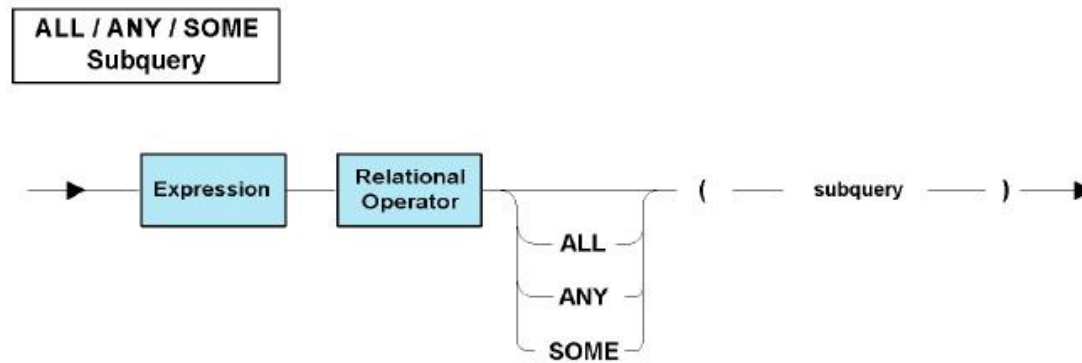 ALL / ANY / SOME
Subquery
Expression
Relational
Operator
( subquery )
ALL
ANY
SOME